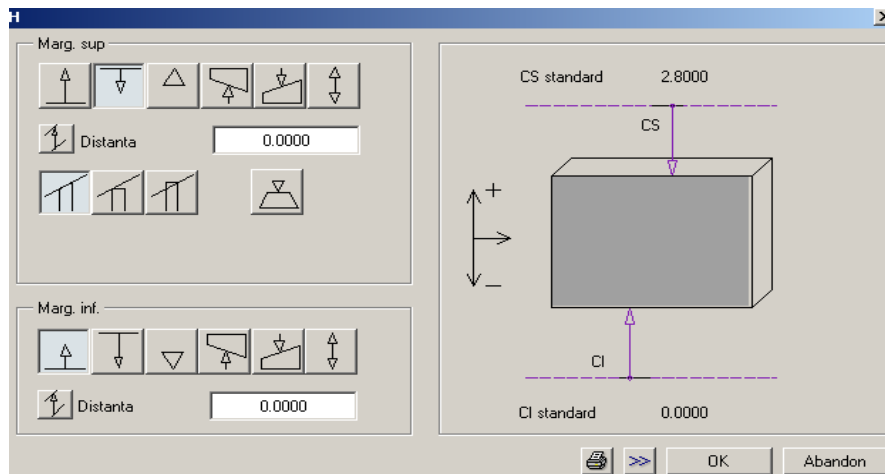 H
Marg. sup
Distanta 0.0000
Marg. inf.
Distanta 0.0000
CS standard 2.8000
CS
+
–
CI
CI standard 0.0000
>> OK Abandon